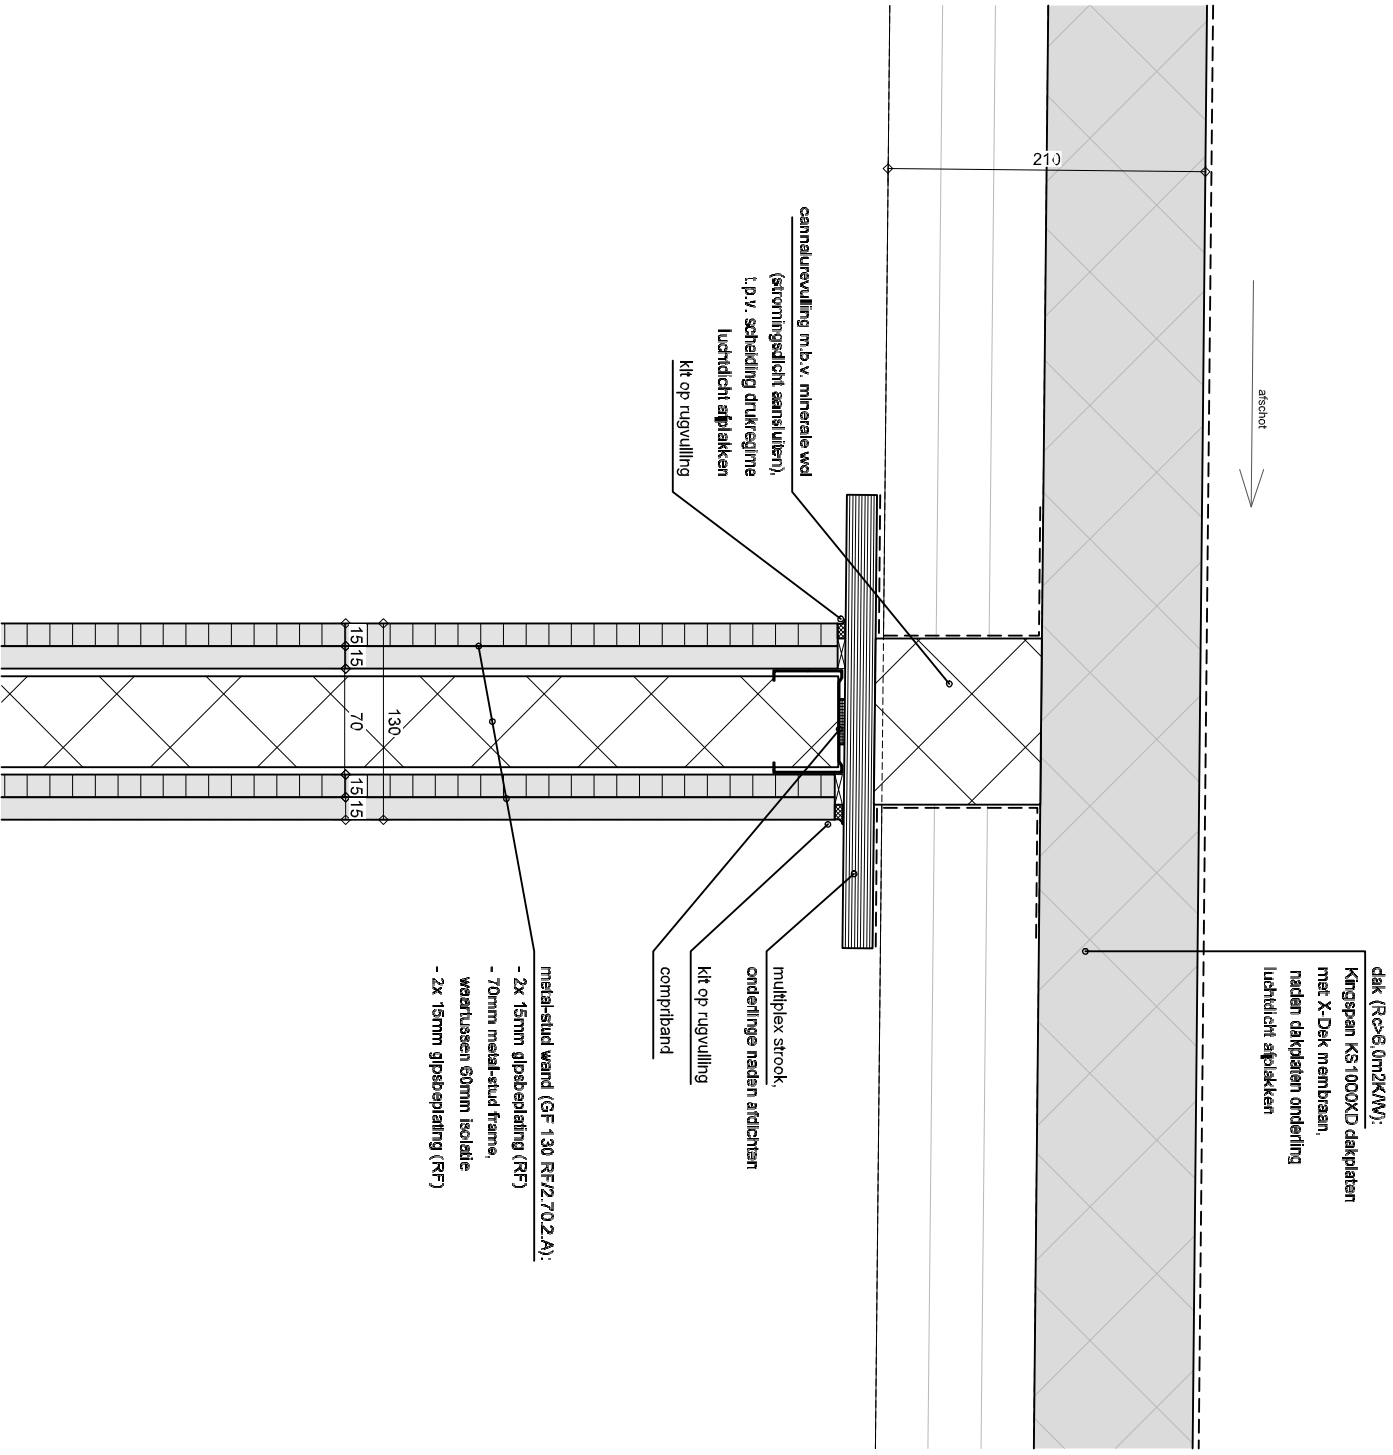 dak (Rc>6,0m2K/W):
Kingspan KS1000XD dakplaten
met X-Dek membraan,
naden dakplaten onderling
luchtdicht afplakken
afschot
210
cannalurevulling m.b.v. minerale wol
(stromingsdicht aansluiten),
t.p.v. scheiding drukregime
luchtdicht afplakken
kit op rugvulling
multiplex strook,
onderlinge naden afdichten
kit op rugvulling
compriband
metal-stud wand (GF 130 RF/2.70.2.A):
- 2x 15mm gipsbeplating (RF)
- 70mm metal-stud frame,
waartussen 60mm isolatie
- 2x 15mm gipsbeplating (RF)
130
15 15 70 15 15